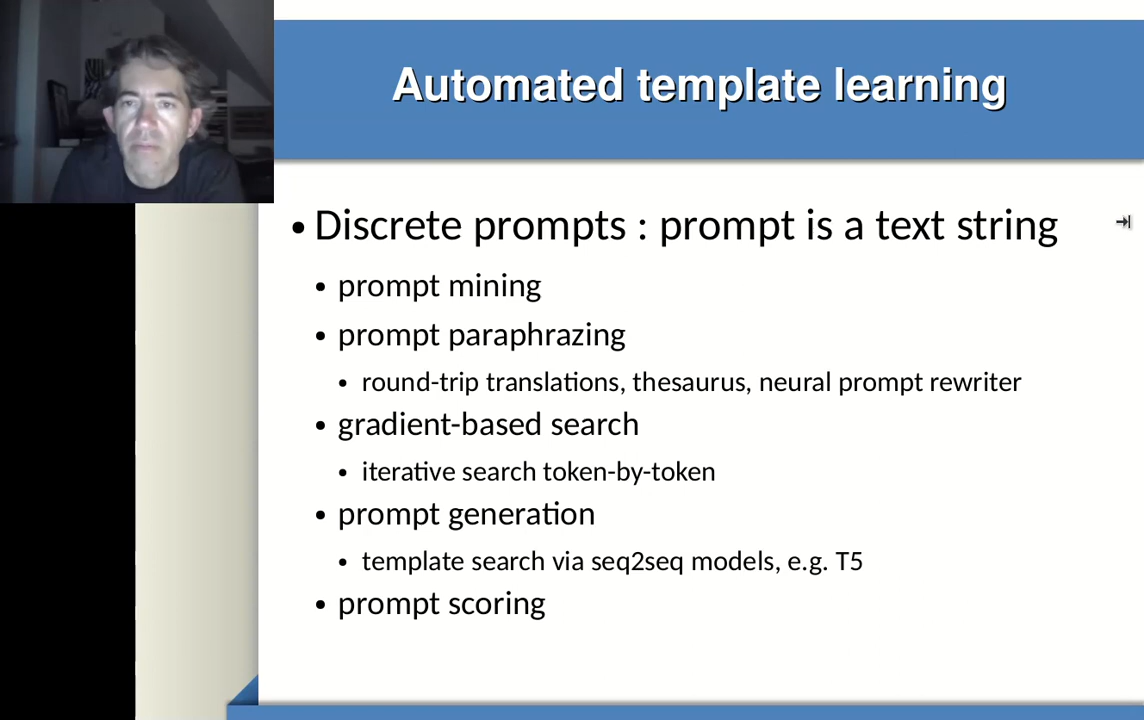 Automated template learning
• Discrete prompts : prompt is a text string
• prompt mining
• prompt paraphrazing
• round-trip translations, thesaurus, neural prompt rewriter
• gradient-based search
• iterative search token-by-token
• prompt generation
• template search via seq2seq models, e.g. T5
• prompt scoring